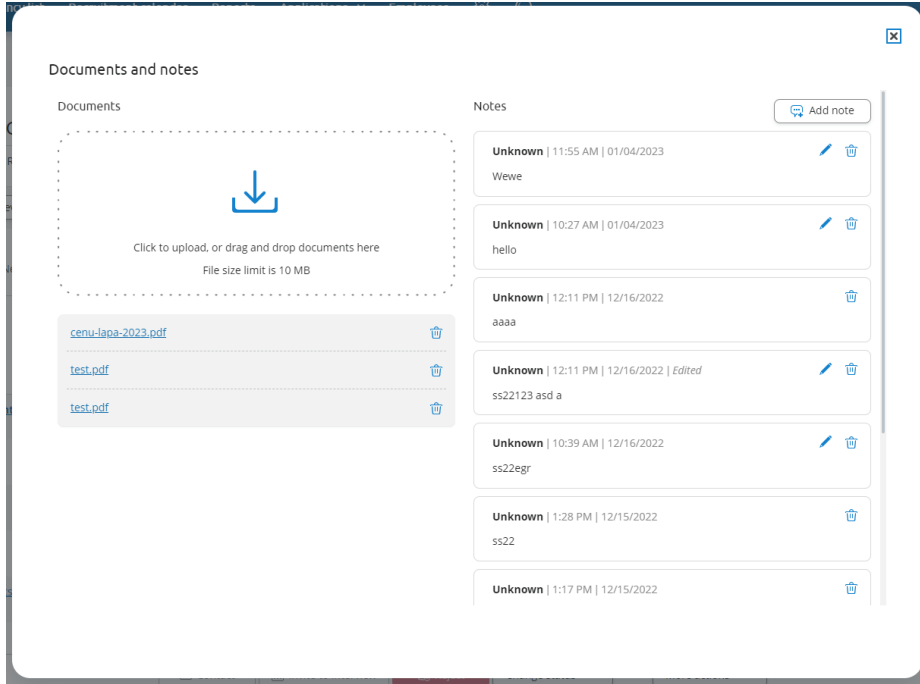 Documents and notes
Documents
Click to upload, or drag and drop documents here
File size limit is 10 MB
cenu-lapa-2023.pdf
test.pdf
test.pdf
Notes
Add note
Unknown | 11:55 AM | 01/04/2023
Wewe
Unknown | 10:27 AM | 01/04/2023
hello
Unknown | 12:11 PM | 12/16/2022
aaaa
Unknown | 12:11 PM | 12/16/2022 | Edited
ss22123 asd a
Unknown | 10:39 AM | 12/16/2022
ss22egr
Unknown | 1:28 PM | 12/15/2022
ss22
Unknown | 1:17 PM | 12/15/2022